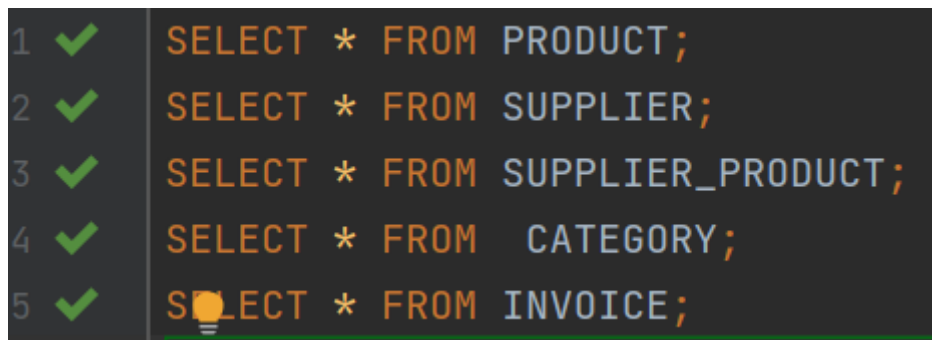 1 SELECT * FROM PRODUCT;
2 SELECT * FROM SUPPLIER;
3 SELECT * FROM SUPPLIER_PRODUCT;
4 SELECT * FROM  CATEGORY;
5 SELECT * FROM INVOICE;